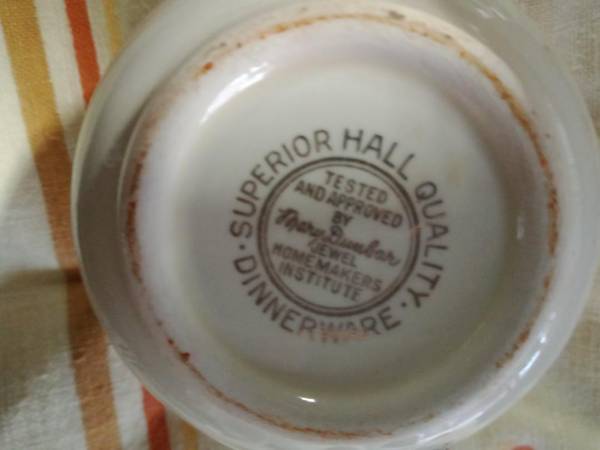 SUPERIOR HALL QUALITY
· DINNERWARE ·
TESTED
AND APPROVED
BY
Mary Dunbar
JEWEL
HOMEMAKERS
INSTITUTE